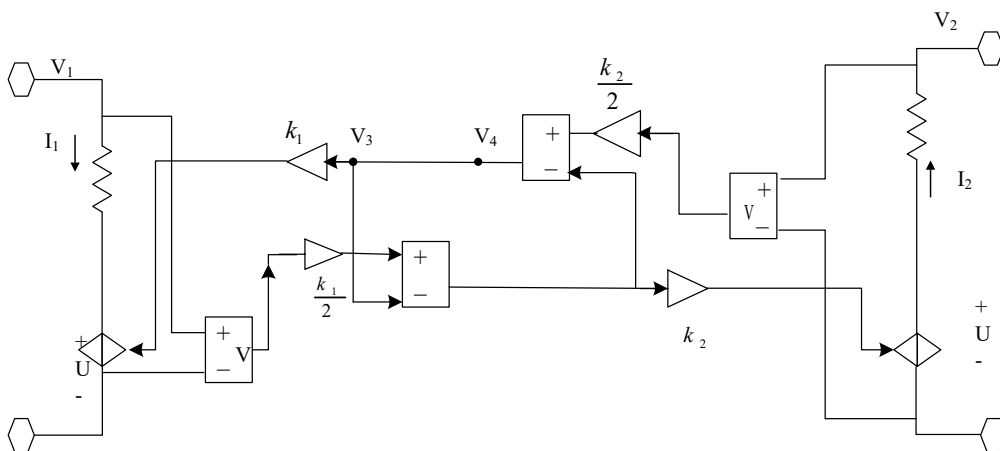 V₁
V₂
k₂/2
I₁
k₁
V₃
V₄
+
−
+
V
−
I₂
+
−
k₁/2
+
−
V
k₂
+
U
-
+
U
-